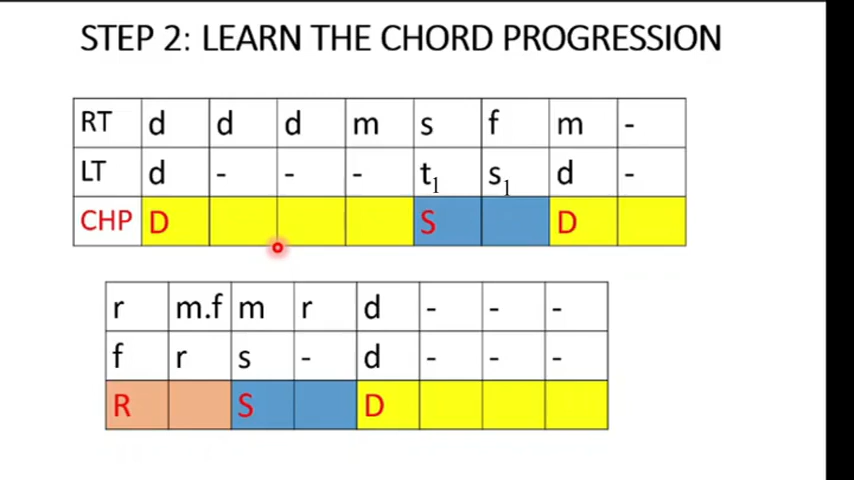 STEP 2: LEARN THE CHORD PROGRESSION
RT d d d m s f m -
LT d - - - t₁ s₁ d -
CHP D S D
r m.f m r d - - -
f r s - d - - -
R S D